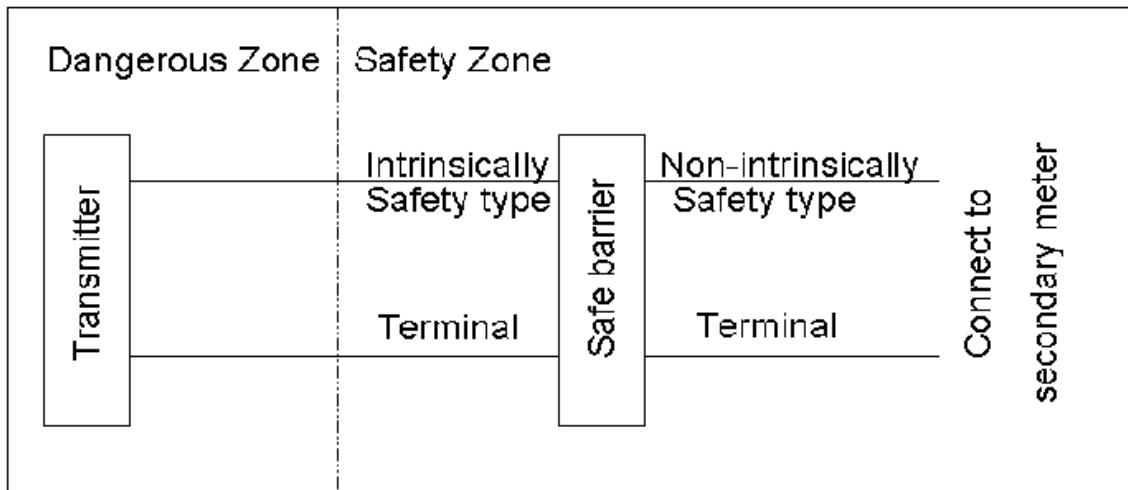 Dangerous Zone
Safety Zone
Transmitter
Intrinsically
Safety type
Terminal
Safe barrier
Non-intrinsically
Safety type
Terminal
Connect to
secondary meter